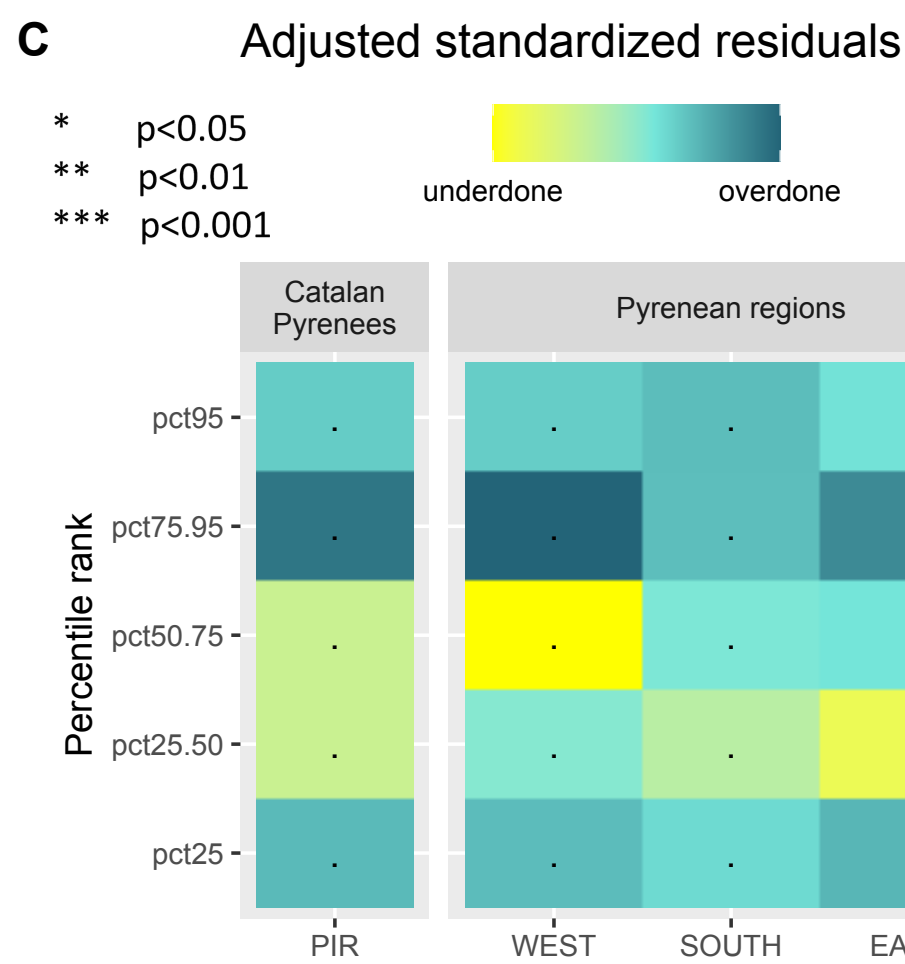 C
Adjusted standardized residuals
* p<0.05
** p<0.01
*** p<0.001
underdone overdone
Catalan
Pyrenees
Pyrenean regions
Percentile rank
pct95
pct75.95
pct50.75
pct25.50
pct25
PIR WEST SOUTH EA